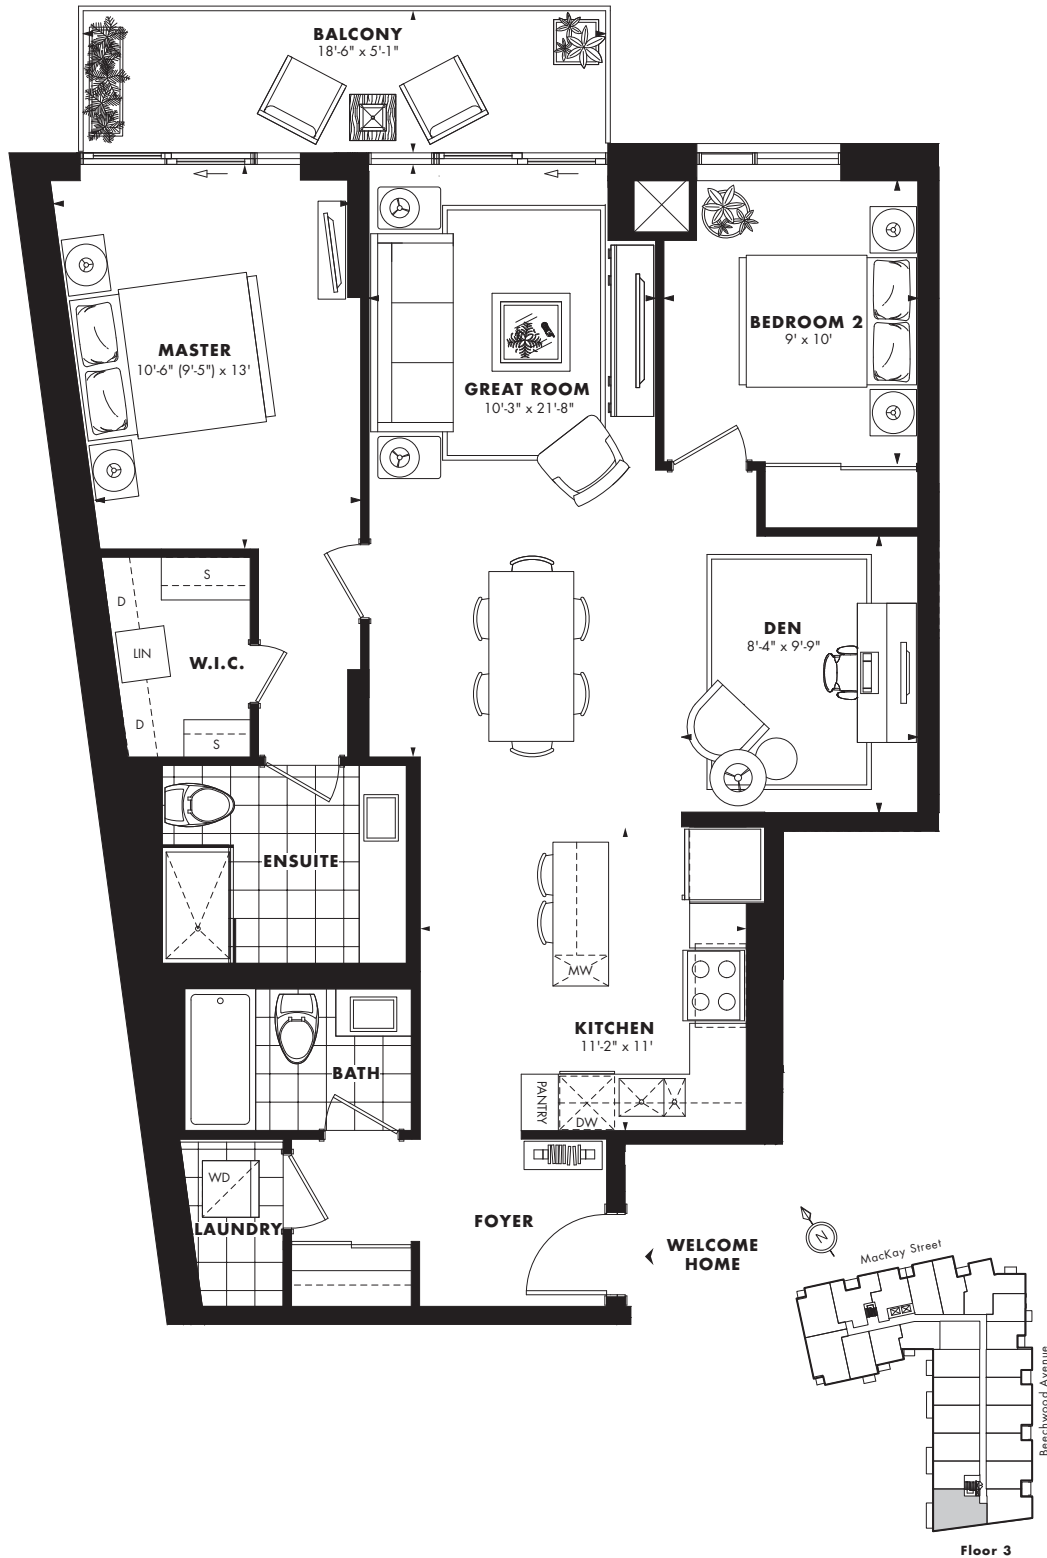 BALCONY
18'-6" x 5'-1"
MASTER
10'-6" (9'-5") x 13'
GREAT ROOM
10'-3" x 21'-8"
BEDROOM 2
9' x 10'
S
D
LIN
W.I.C.
D
S
DEN
8'-4" x 9'-9"
ENSUITE
MW
KITCHEN
11'-2" x 11'
BATH
PANTRY
DW
WD
LAUNDRY
FOYER
WELCOME
HOME
N
MacKay Street
Beechwood Avenue
Floor 3